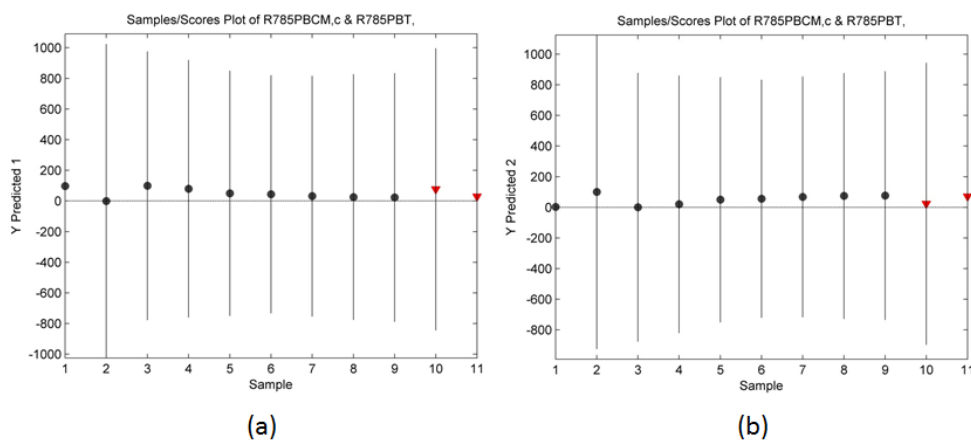 Samples/Scores Plot of R785PBCM,c & R785PBT,
1000
800
600
400
200
0
-200
-400
-600
-800
-1000
Y Predicted 1
1 2 3 4 5 6 7 8 9 10 11
Sample
(a)
Samples/Scores Plot of R785PBCM,c & R785PBT,
1000
800
600
400
200
0
-200
-400
-600
-800
Y Predicted 2
1 2 3 4 5 6 7 8 9 10 11
Sample
(b)